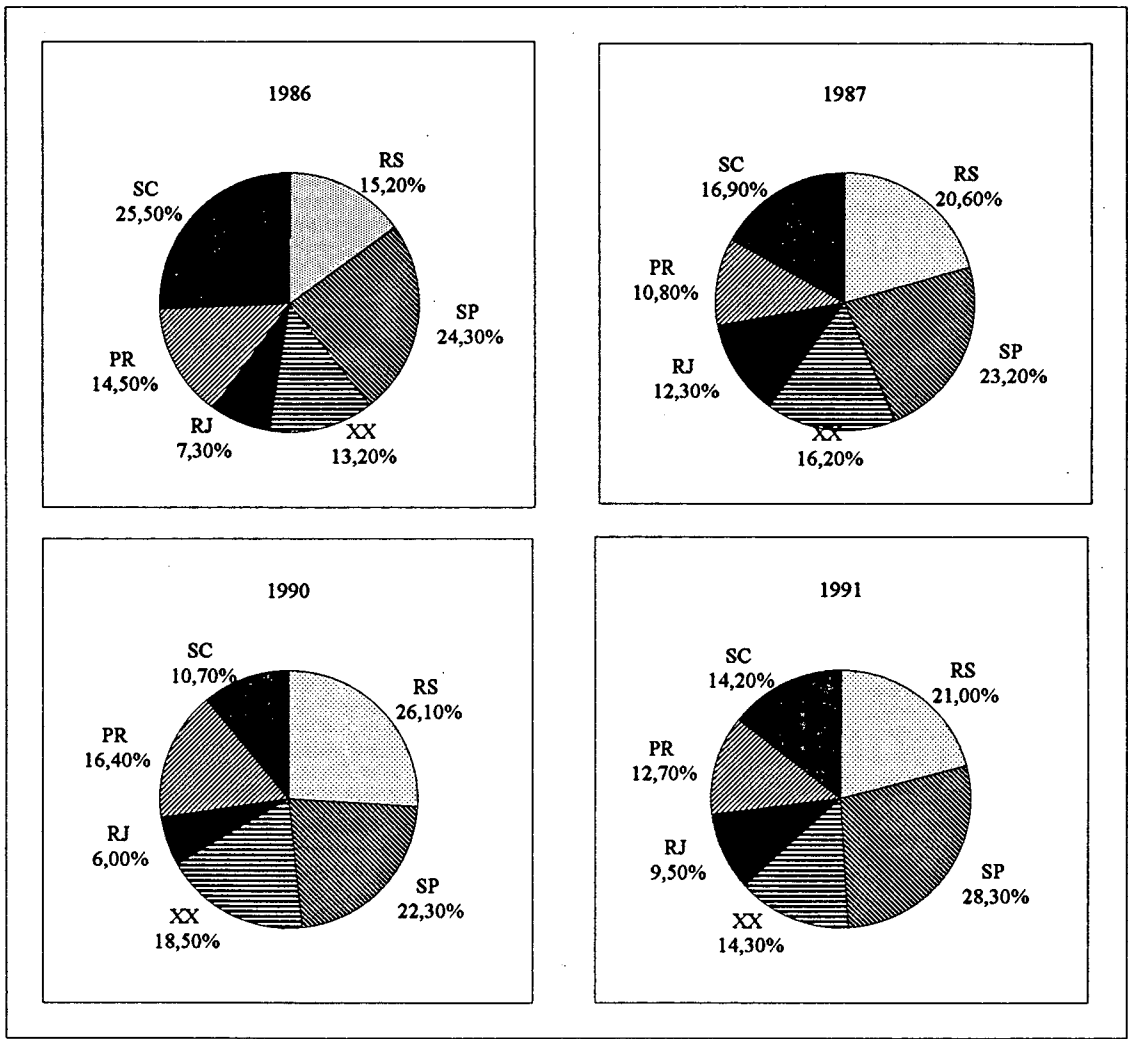 1986
RS
15,20%
SP
24,30%
XX
13,20%
RJ
7,30%
PR
14,50%
SC
25,50%
1987
RS
20,60%
SP
23,20%
XX
16,20%
RJ
12,30%
PR
10,80%
SC
16,90%
1990
RS
26,10%
SP
22,30%
XX
18,50%
RJ
6,00%
PR
16,40%
SC
10,70%
1991
RS
21,00%
SP
28,30%
XX
14,30%
RJ
9,50%
PR
12,70%
SC
14,20%